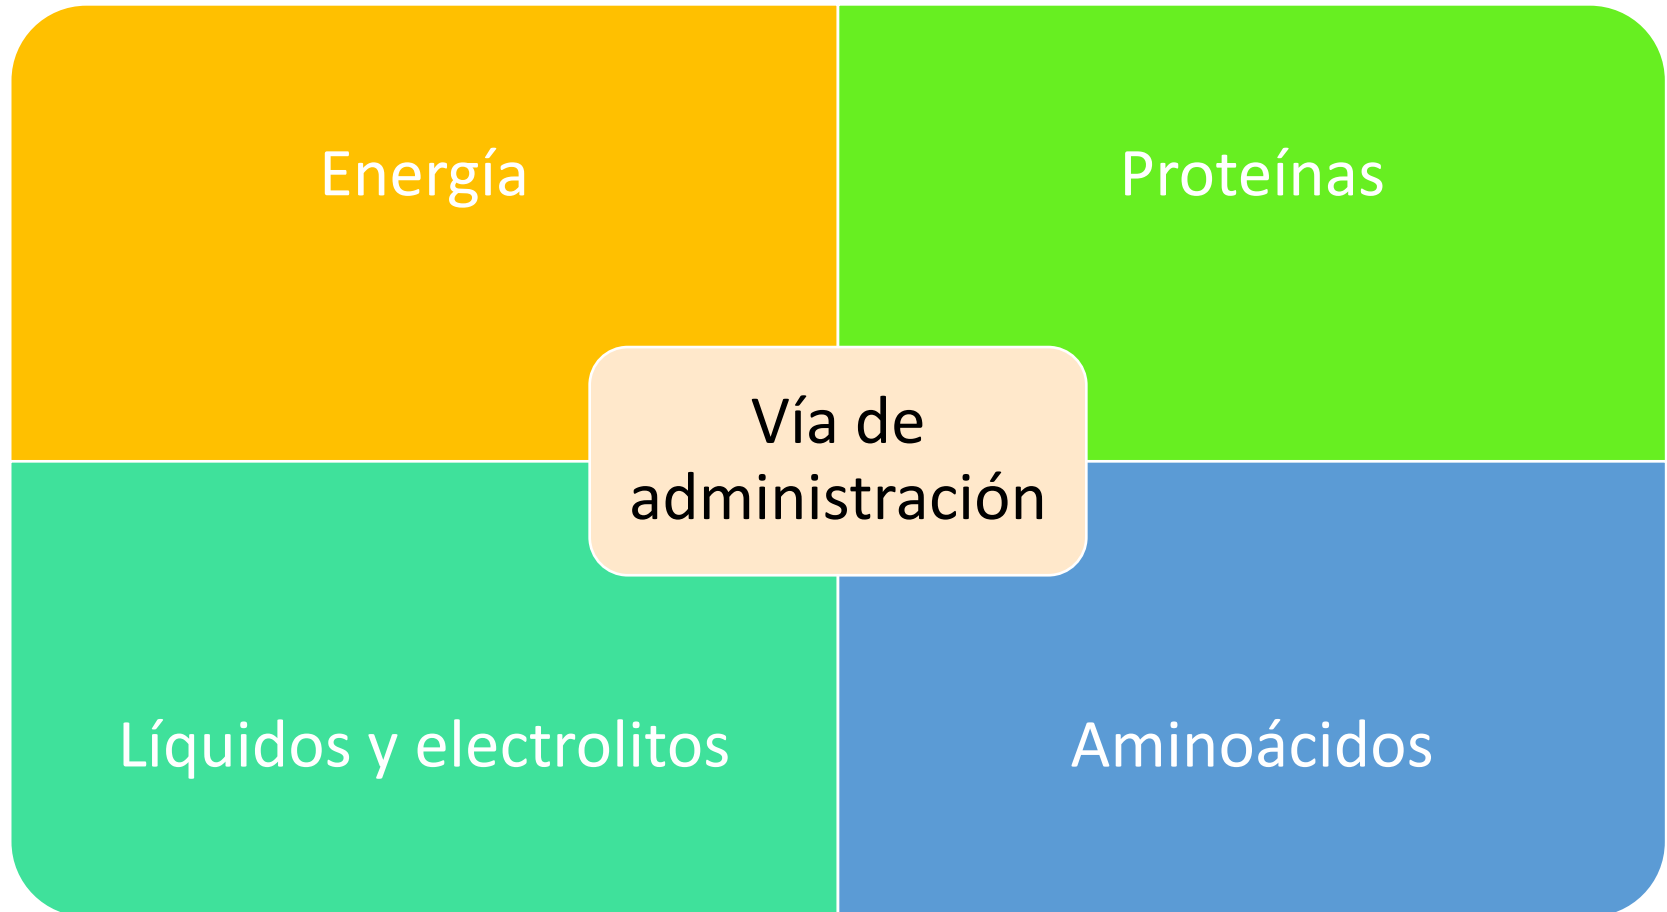 Energía
Proteínas
Vía de
administración
Líquidos y electrolitos
Aminoácidos